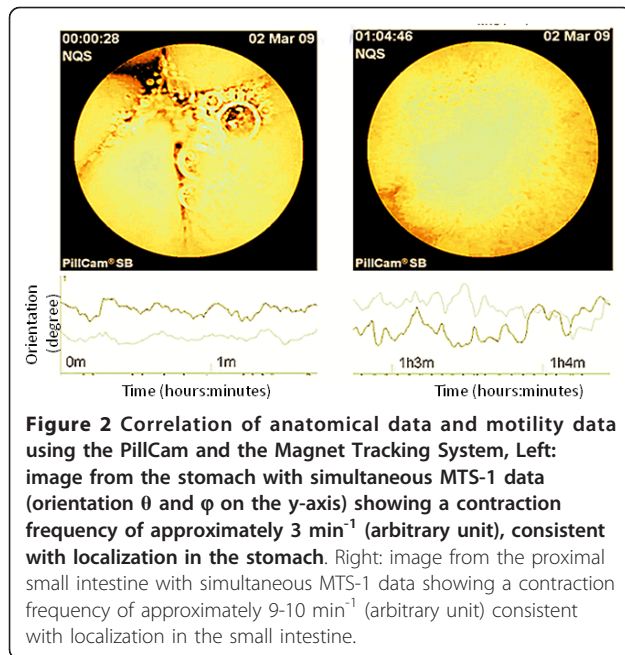 00:00:28 02 Mar 09
NQS
PillCam®SB
01:04:46 02 Mar 09
NQS
PillCam®SB
Orientation
(degree)
0m 1m
Time (hours:minutes)
1h3m 1h4m
Time (hours:minutes)
Figure 2 Correlation of anatomical data and motility data
using the PillCam and the Magnet Tracking System, Left:
image from the stomach with simultaneous MTS-1 data
(orientation θ and φ on the y-axis) showing a contraction
frequency of approximately 3 min⁻¹ (arbitrary unit), consistent
with localization in the stomach. Right: image from the proximal
small intestine with simultaneous MTS-1 data showing a contraction
frequency of approximately 9-10 min⁻¹ (arbitrary unit) consistent
with localization in the small intestine.